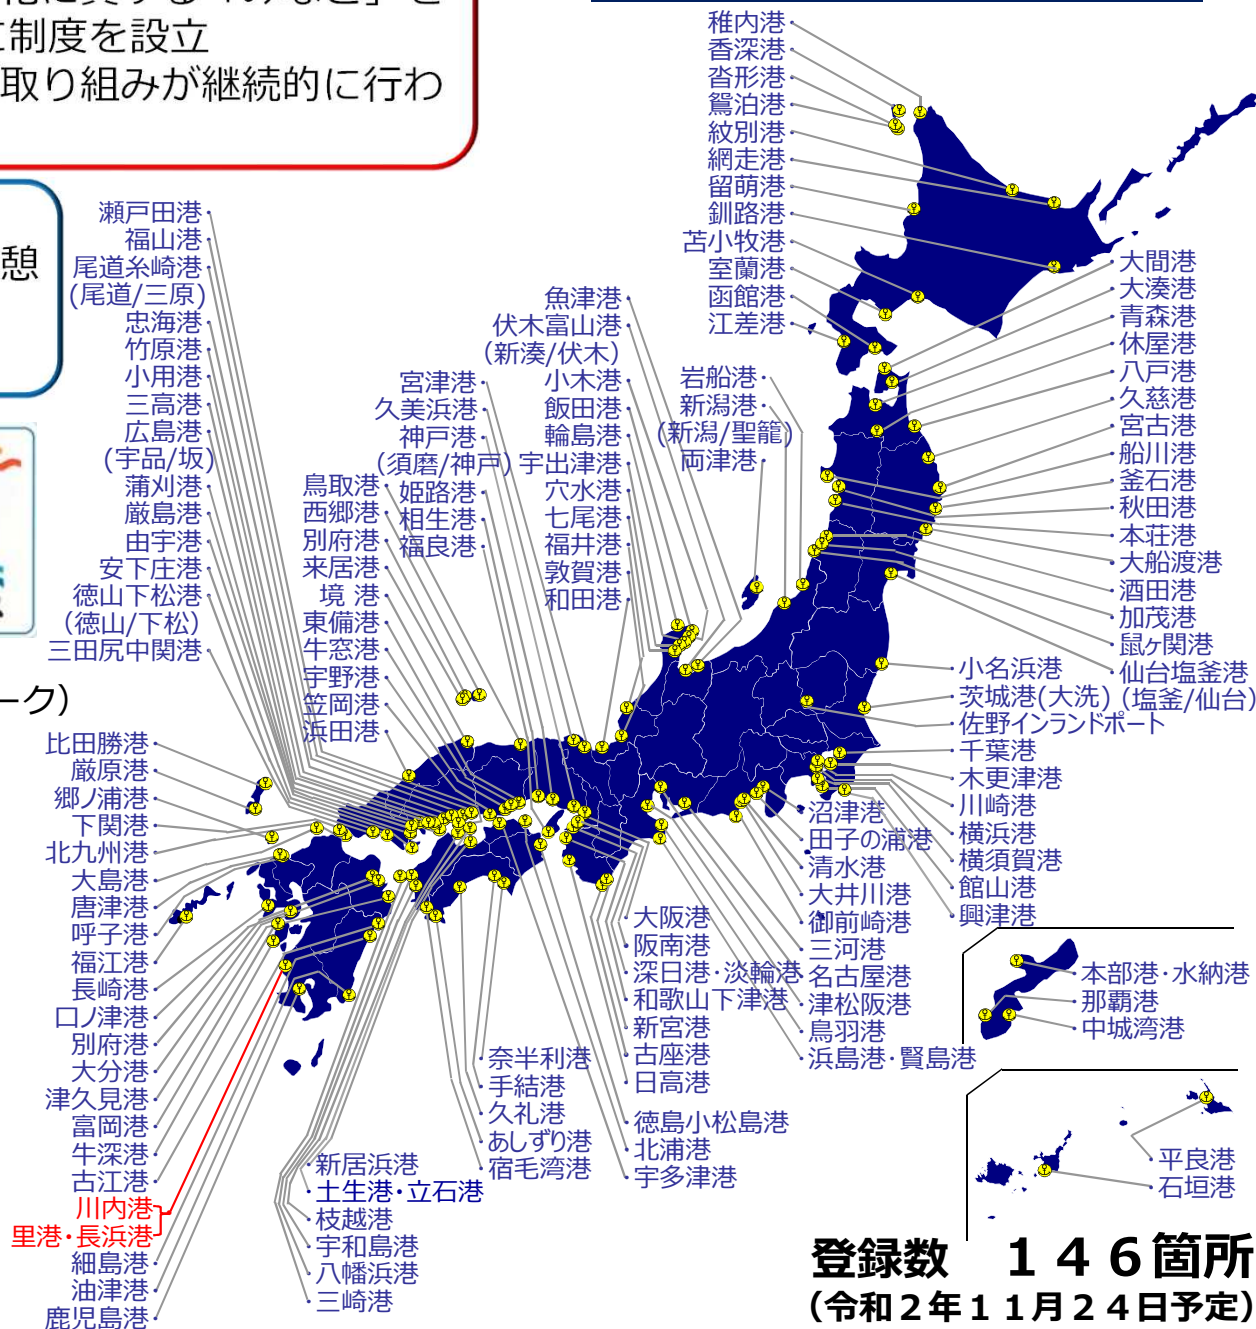 に制度を設立
取り組みが継続的に行わ
憩
ーク)
稚内港
香深港
沓形港
鴛泊港
紋別港
網走港
留萌港
釧路港
苫小牧港
室蘭港
函館港
江差港
大間港
大湊港
青森港
休屋港
八戸港
久慈港
宮古港
船川港
釜石港
秋田港
本荘港
大船渡港
酒田港
加茂港
鼠ヶ関港
仙台塩釜港
(塩釜/仙台)
瀬戸田港
福山港
尾道糸崎港
(尾道/三原)
忠海港
竹原港
小用港
三高港
広島港
(宇品/坂)
蒲刈港
厳島港
由宇港
安下庄港
徳山下松港
(徳山/下松)
三田尻中関港
鳥取港
西郷港
別府港
来居港
境 港
東備港
牛窓港
宇野港
笠岡港
浜田港
宮津港
久美浜港
神戸港
(須磨/神戸)
姫路港
相生港
福良港
魚津港
伏木富山港
(新湊/伏木)
小木港
飯田港
輪島港
宇出津港
穴水港
七尾港
福井港
敦賀港
和田港
岩船港
新潟港
(新潟/聖籠)
両津港
小名浜港
茨城港(大洗)
佐野インランドポート
千葉港
木更津港
川崎港
横浜港
横須賀港
館山港
興津港
沼津港
田子の浦港
清水港
大井川港
御前崎港
三河港
名古屋港
津松阪港
鳥羽港
浜島港・賢島港
大阪港
阪南港
深日港・淡輪港
和歌山下津港
新宮港
古座港
日高港
徳島小松島港
北浦港
宇多津港
奈半利港
手結港
久礼港
あしずり港
宿毛湾港
新居浜港
土生港・立石港
枝越港
宇和島港
八幡浜港
三崎港
比田勝港
厳原港
郷ノ浦港
下関港
北九州港
大島港
唐津港
呼子港
福江港
長崎港
口ノ津港
別府港
大分港
津久見港
富岡港
牛深港
古江港
川内港
里港・長浜港
細島港
油津港
鹿児島港
本部港・水納港
那覇港
中城湾港
平良港
石垣港
登録数 １４６箇所
(令和２年１１月２４日予定)